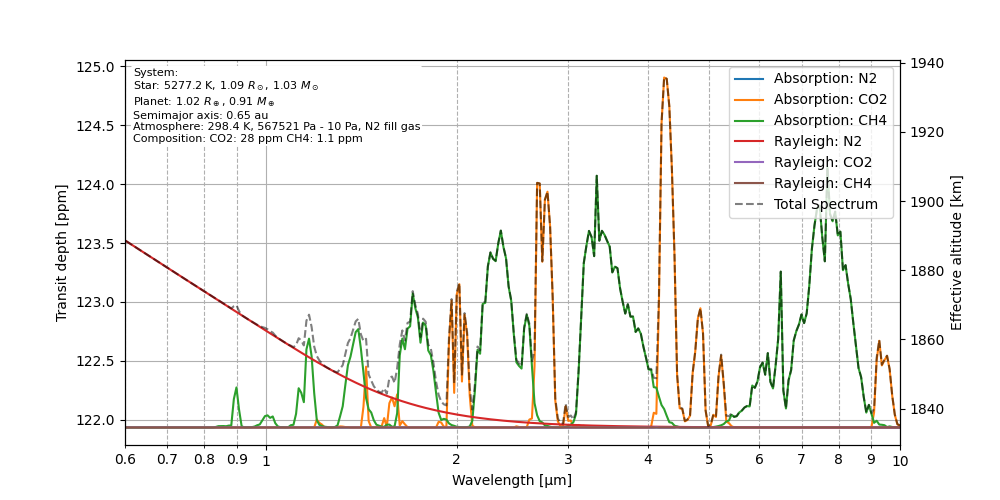 System:
Star: 5277.2 K, 1.09 R⊙, 1.03 M⊙
Planet: 1.02 R⊕, 0.91 M⊕
Semimajor axis: 0.65 au
Atmosphere: 298.4 K, 567521 Pa - 10 Pa, N2 fill gas
Composition: CO2: 28 ppm CH4: 1.1 ppm
Absorption: N2
Absorption: CO2
Absorption: CH4
Rayleigh: N2
Rayleigh: CO2
Rayleigh: CH4
Total Spectrum
Transit depth [ppm]
125.0
124.5
124.0
123.5
123.0
122.5
122.0
Effective altitude [km]
1940
1920
1900
1880
1860
1840
0.6 0.7 0.8 0.9 1 2 3 4 5 6 7 8 9 10
Wavelength [μm]